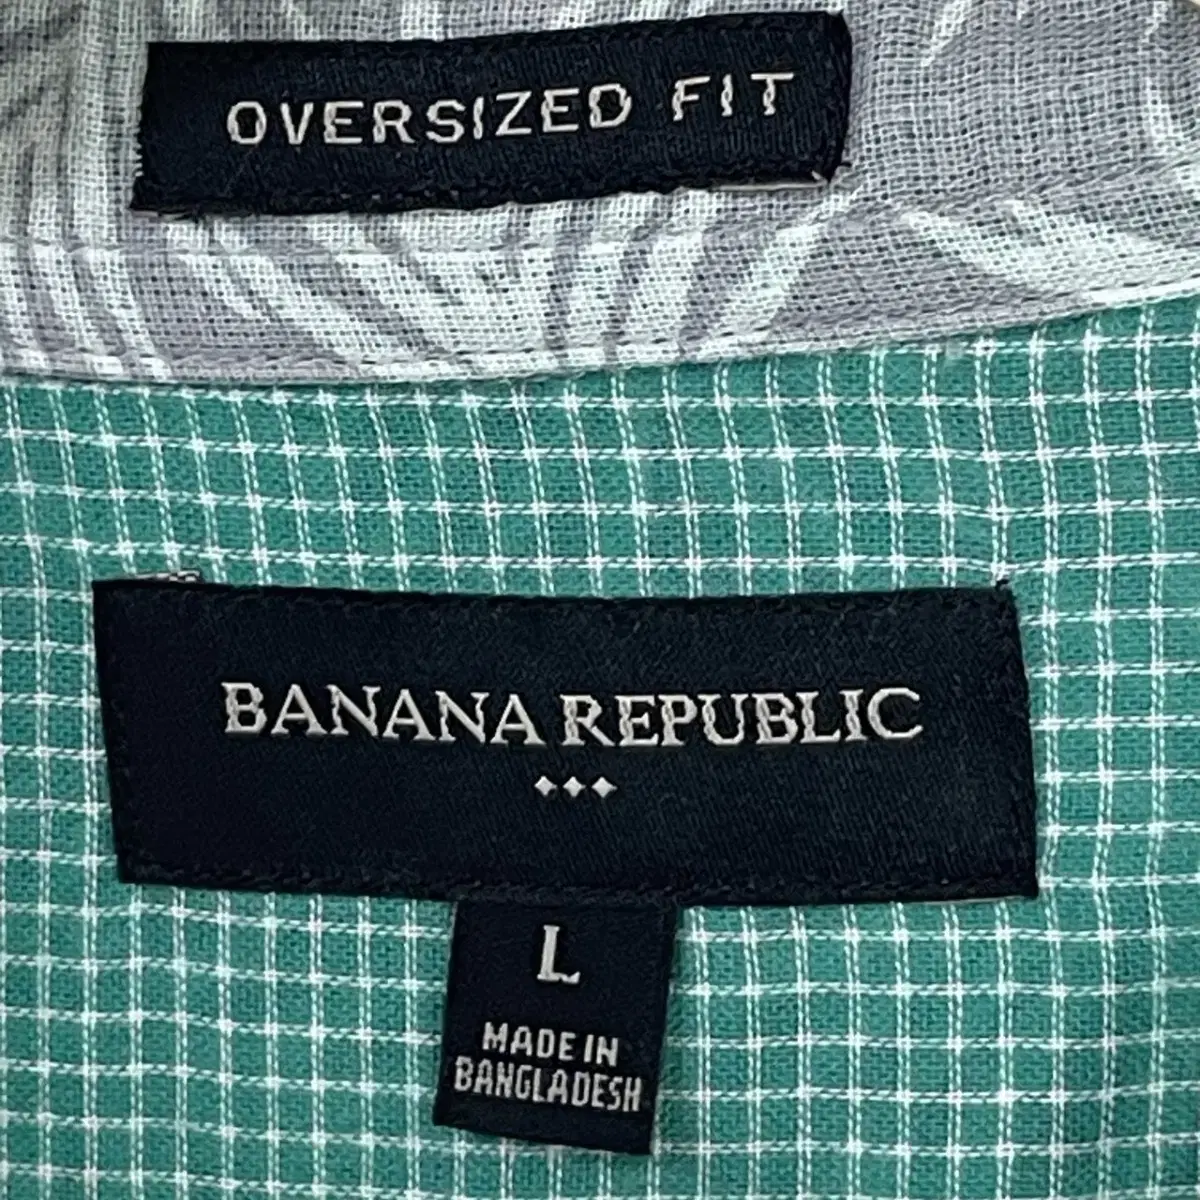 OVERSIZED FIT
BANANA REPUBLIC
L
MADE IN
BANGLADESH